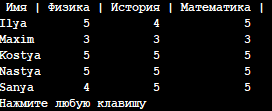 Имя | Физика | История | Математика |
Ilya 5 4 5
Maxim 3 3 3
Kostya 5 5 5
Nastya 5 5 5
Sanya 4 5 5
Нажмите любую клавишу